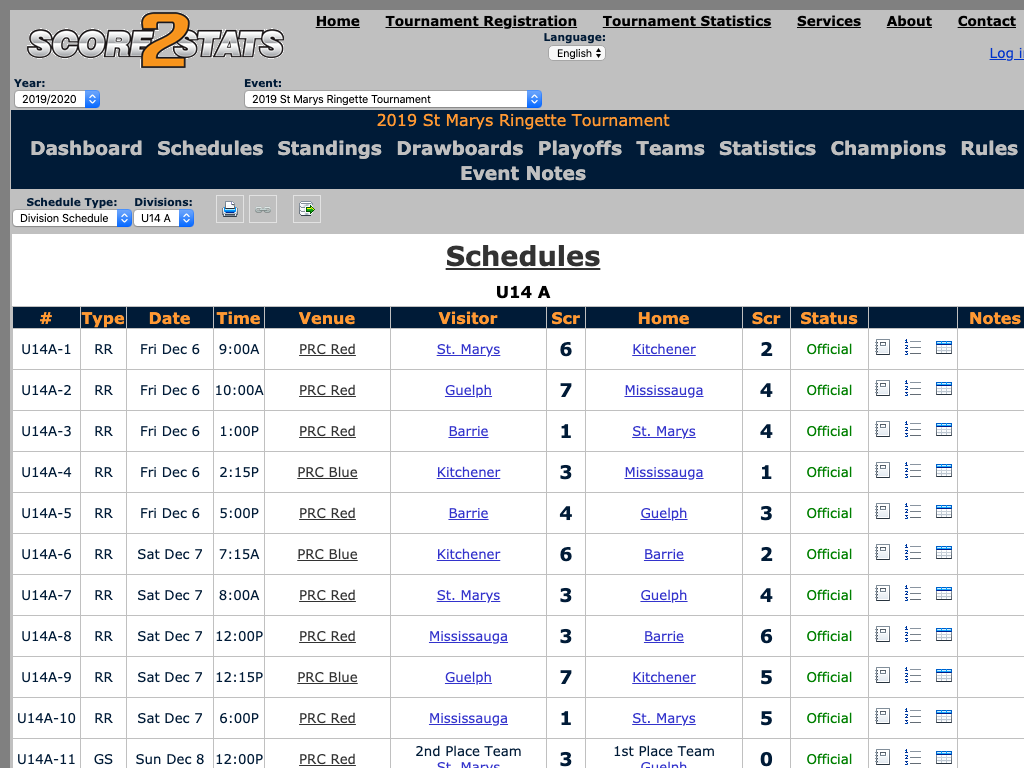 SCORE2STATS
Home Tournament Registration Tournament Statistics Services About Contact
Language:
English
Log i
Year: Event:
2019/2020 2019 St Marys Ringette Tournament
2019 St Marys Ringette Tournament
Dashboard Schedules Standings Drawboards Playoffs Teams Statistics Champions Rules
Event Notes
Schedule Type: Divisions:
Division Schedule U14 A
Schedules
U14 A
# Type Date Time Venue Visitor Scr Home Scr Status Notes
U14A-1 RR Fri Dec 6 9:00A PRC Red St. Marys 6 Kitchener 2 Official
U14A-2 RR Fri Dec 6 10:00A PRC Red Guelph 7 Mississauga 4 Official
U14A-3 RR Fri Dec 6 1:00P PRC Red Barrie 1 St. Marys 4 Official
U14A-4 RR Fri Dec 6 2:15P PRC Blue Kitchener 3 Mississauga 1 Official
U14A-5 RR Fri Dec 6 5:00P PRC Red Barrie 4 Guelph 3 Official
U14A-6 RR Sat Dec 7 7:15A PRC Blue Kitchener 6 Barrie 2 Official
U14A-7 RR Sat Dec 7 8:00A PRC Red St. Marys 3 Guelph 4 Official
U14A-8 RR Sat Dec 7 12:00P PRC Red Mississauga 3 Barrie 6 Official
U14A-9 RR Sat Dec 7 12:15P PRC Blue Guelph 7 Kitchener 5 Official
U14A-10 RR Sat Dec 7 6:00P PRC Red Mississauga 1 St. Marys 5 Official
U14A-11 GS Sun Dec 8 12:00P PRC Red 2nd Place Team 3 1st Place Team 0 Official
St. Marys Guelph